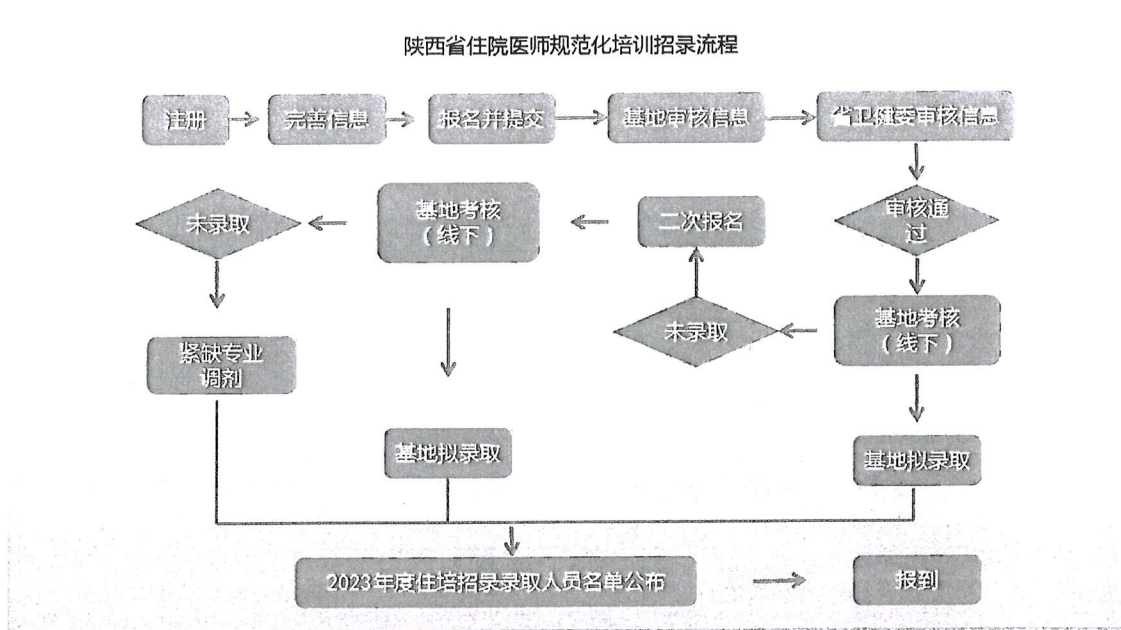 陕西省住院医师规范化培训招录流程
注册
完善信息
报名并提交
基地审核信息
省卫健委审核信息
未录取
基地考核
（线下）
二次报名
审核通
过
未录取
基地考核
（线下）
紧缺专业
调剂
基地拟录取
基地拟录取
2023年度住培招录录取人员名单公布
报到